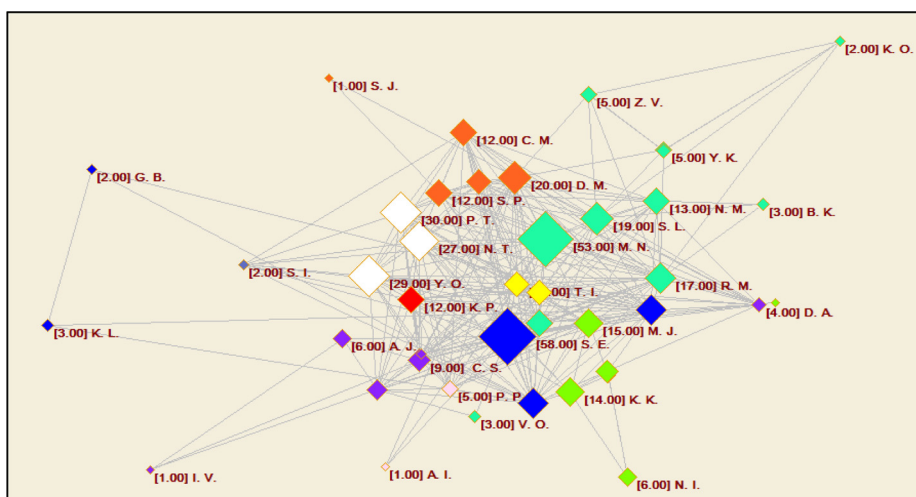 [2.00] K. O.
[1.00] S. J.
[5.00] Z. V.
[12.00] C. M.
[5.00] Y. K.
[2.00] G. B.
[20.00] D. M.
[12.00] S. P.
[3.00] B. K.
[13.00] N. M.
[30.00] P. T.
[19.00] S. L.
[27.00] N. T.
[53.00] M. N.
[2.00] S. I.
[29.00] Y. O.
[17.00] R. M.
T. I.
[12.00] K. P.
[4.00] D. A.
[3.00] K. L.
[15.00] M. J.
[6.00] A. J.
[58.00] S. E.
[9.00] C. S.
[5.00] P. P.
[14.00] K. K.
[3.00] V. O.
[1.00] I. V.
[1.00] A. I.
[6.00] N. I.